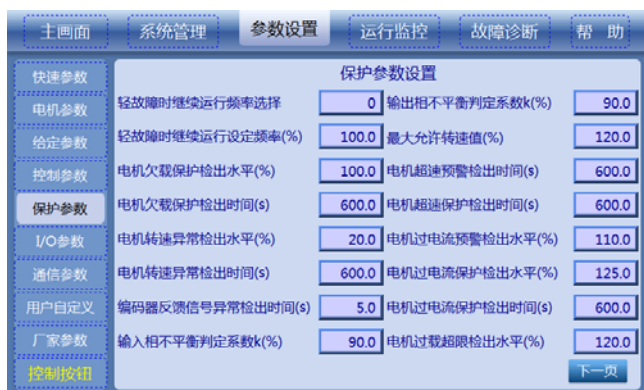 主画面 系统管理 参数设置 运行监控 故障诊断 帮 助
快速参数
电机参数
给定参数
控制参数
保护参数
I/O参数
通信参数
用户自定义
厂家参数
控制按钮
保护参数设置
轻故障时继续运行频率选择 0 输出相不平衡判定系数k(%) 90.0
轻故障时继续运行设定频率(%) 100.0 最大允许转速值(%) 120.0
电机欠载保护检出水平(%) 100.0 电机超速预警检出时间(s) 600.0
电机欠载保护检出时间(s) 600.0 电机超速保护检出时间(s) 600.0
电机转速异常检出水平(%) 20.0 电机过电流预警检出水平(%) 110.0
电机转速异常检出时间(s) 600.0 电机过电流保护检出水平(%) 125.0
编码器反馈信号异常检出时间(s) 5.0 电机过电流保护检出时间(s) 600.0
输入相不平衡判定系数k(%) 90.0 电机过载超限检出水平(%) 120.0
下一页